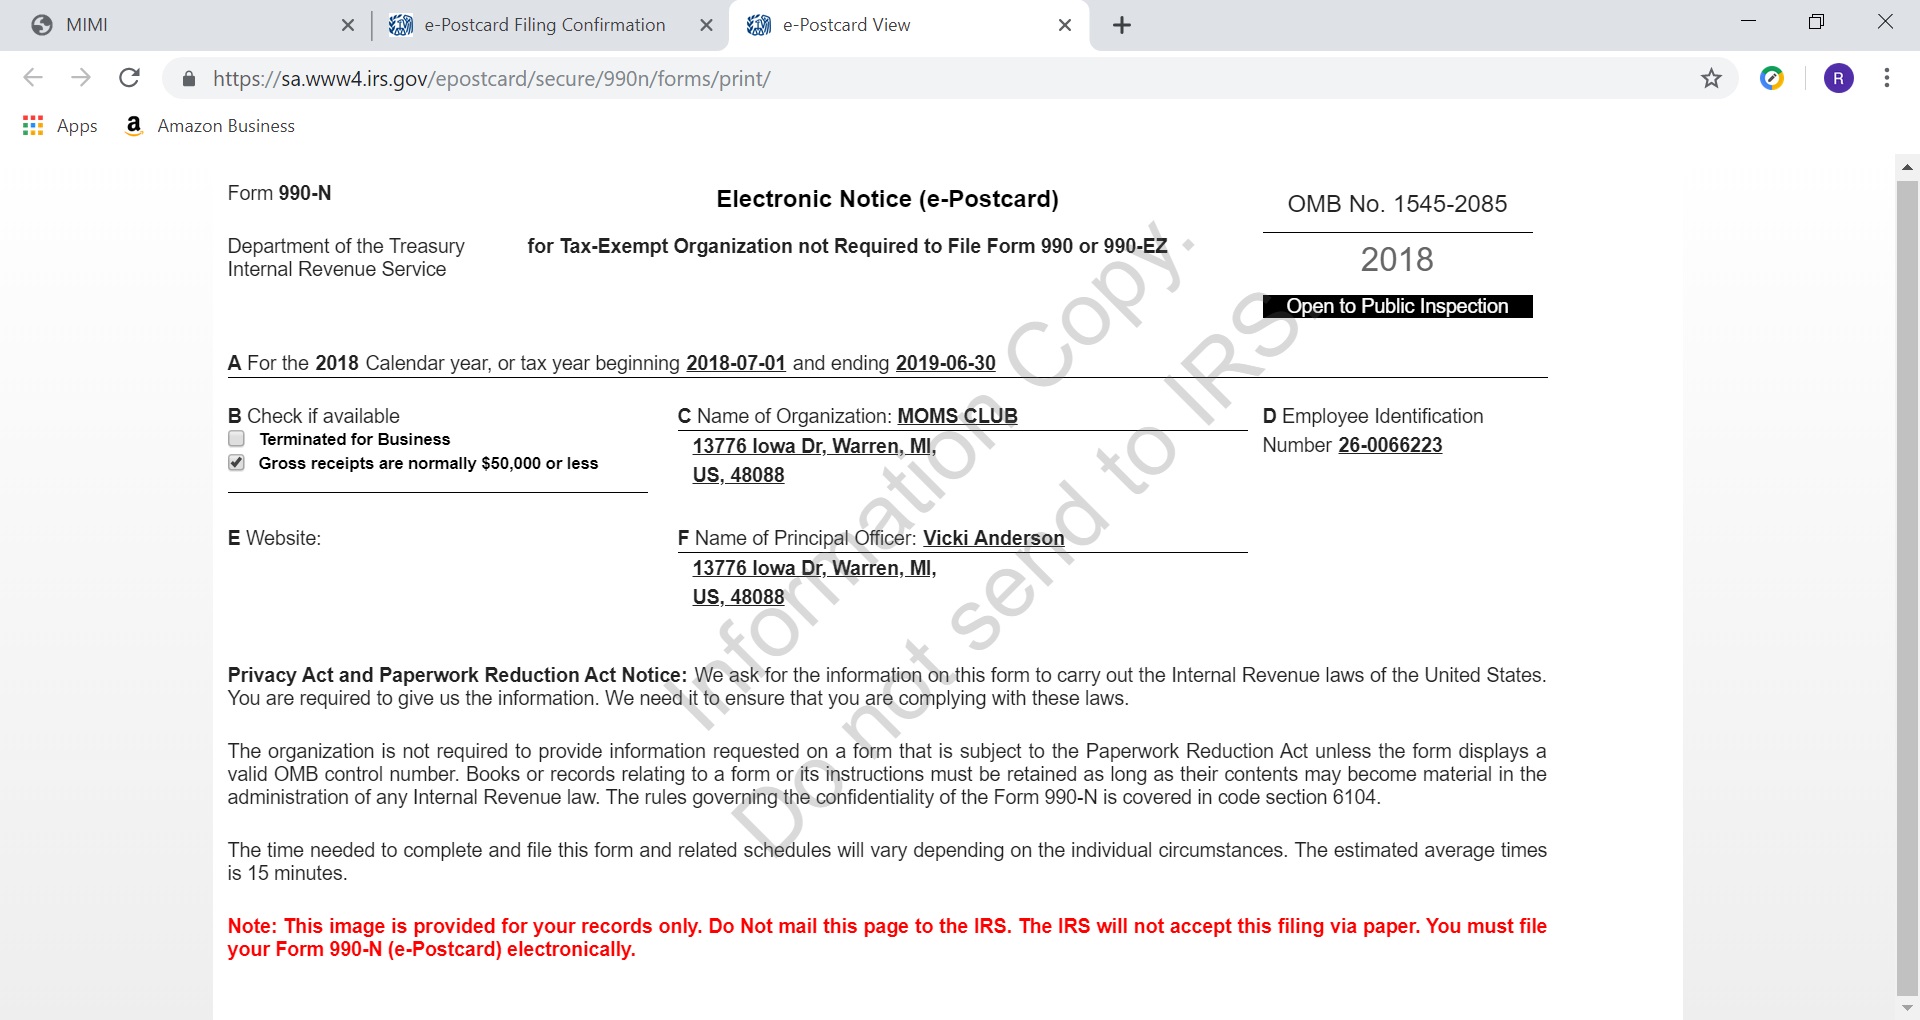 MIMI
e-Postcard Filing Confirmation
e-Postcard View
https://sa.www4.irs.gov/epostcard/secure/990n/forms/print/
R
Apps
a Amazon Business
Form 990-N
Electronic Notice (e-Postcard)
OMB No. 1545-2085
Department of the Treasury
Internal Revenue Service
for Tax-Exempt Organization not Required to File Form 990 or 990-EZ
2018
Open to Public Inspection
A For the 2018 Calendar year, or tax year beginning 2018-07-01 and ending 2019-06-30
B Check if available
Terminated for Business
Gross receipts are normally $50,000 or less
C Name of Organization: MOMS CLUB
13776 Iowa Dr, Warren, MI,
US, 48088
D Employee Identification
Number 26-0066223
E Website:
F Name of Principal Officer: Vicki Anderson
13776 Iowa Dr, Warren, MI,
US, 48088
Information Copy.
Do not send to IRS.
Privacy Act and Paperwork Reduction Act Notice: We ask for the information on this form to carry out the Internal Revenue laws of the United States.
You are required to give us the information. We need it to ensure that you are complying with these laws.
The organization is not required to provide information requested on a form that is subject to the Paperwork Reduction Act unless the form displays a
valid OMB control number. Books or records relating to a form or its instructions must be retained as long as their contents may become material in the
administration of any Internal Revenue law. The rules governing the confidentiality of the Form 990-N is covered in code section 6104.
The time needed to complete and file this form and related schedules will vary depending on the individual circumstances. The estimated average times
is 15 minutes.
Note: This image is provided for your records only. Do Not mail this page to the IRS. The IRS will not accept this filing via paper. You must file
your Form 990-N (e-Postcard) electronically.